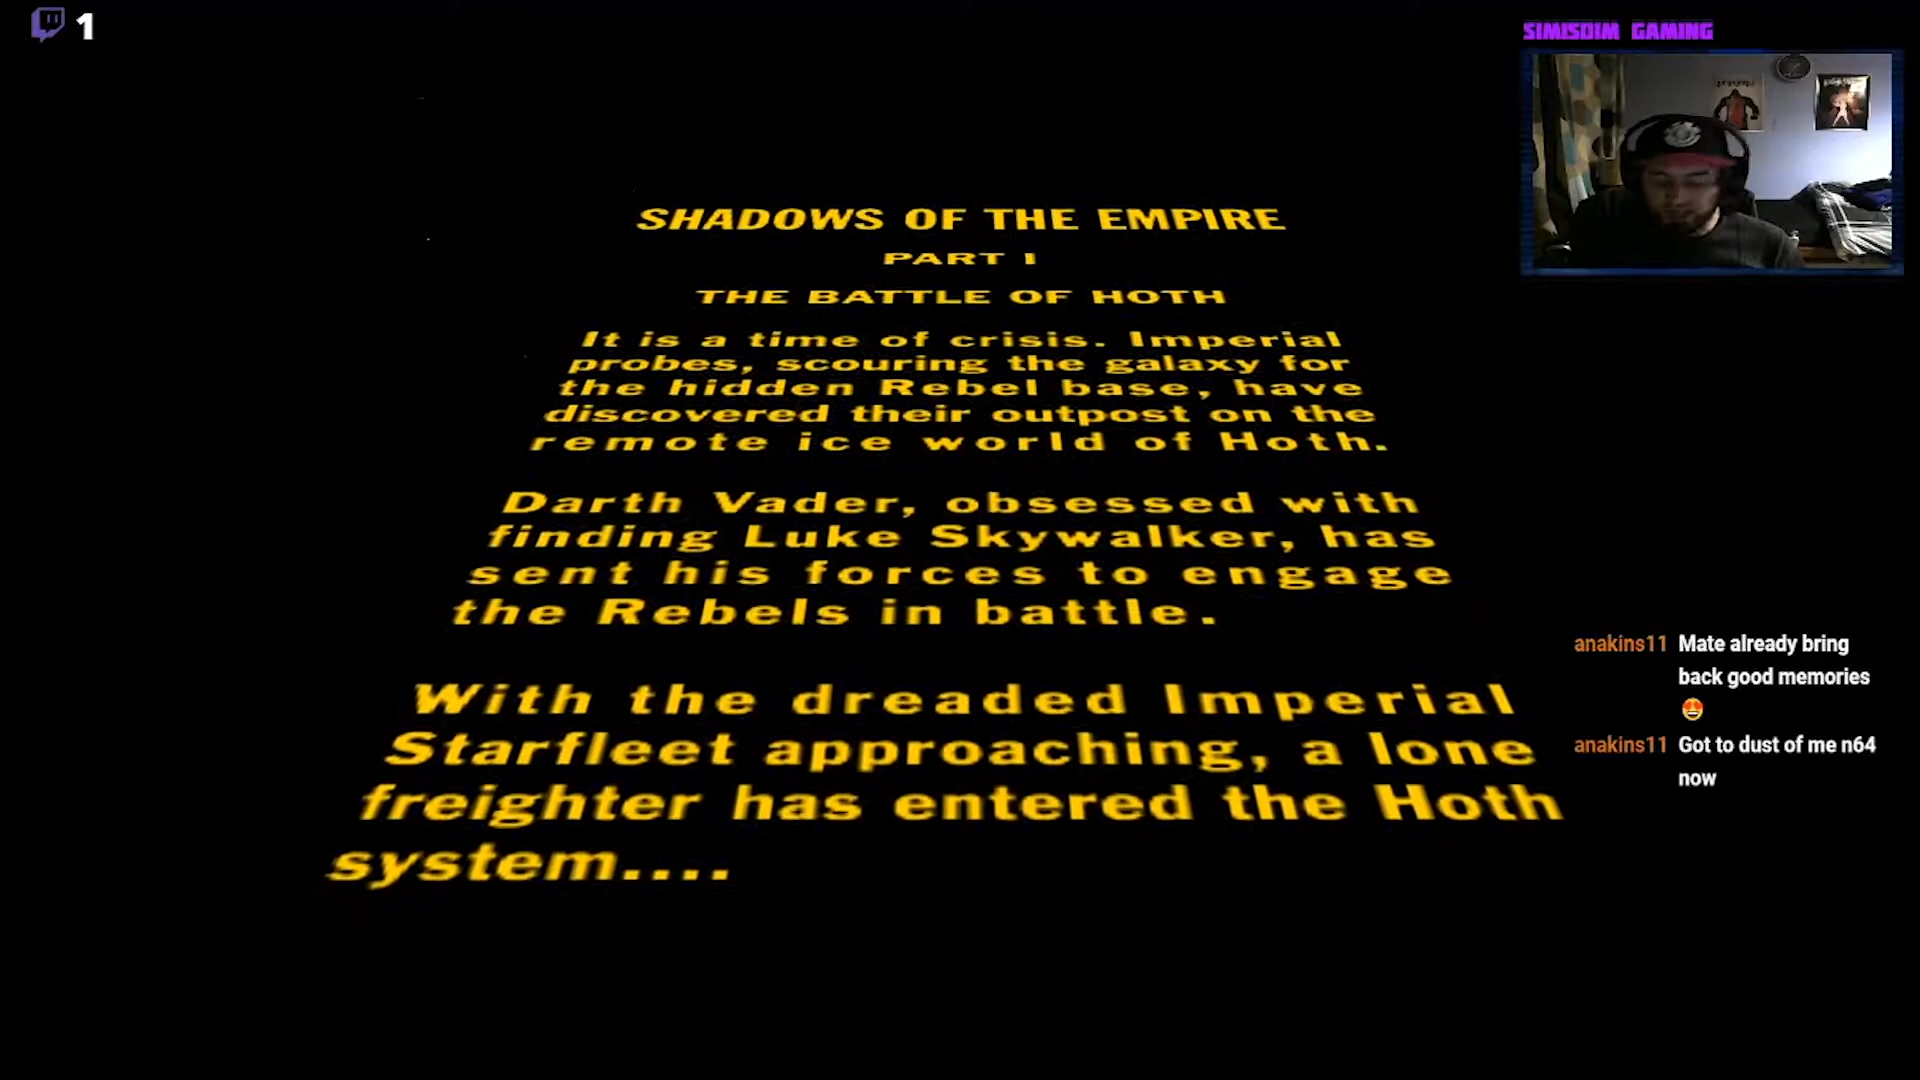 1
SIMISDIM GAMING
SHADOWS OF THE EMPIRE
PART I
THE BATTLE OF HOTH
It is a time of crisis. Imperial
probes, scouring the galaxy for
the hidden Rebel base, have
discovered their outpost on the
remote ice world of Hoth.
Darth Vader, obsessed with
finding Luke Skywalker, has
sent his forces to engage
the Rebels in battle.
With the dreaded Imperial
Starfleet approaching, a lone
freighter has entered the Hoth
system....
anakins11 Mate already bring
back good memories
😍
anakins11 Got to dust of me n64
now